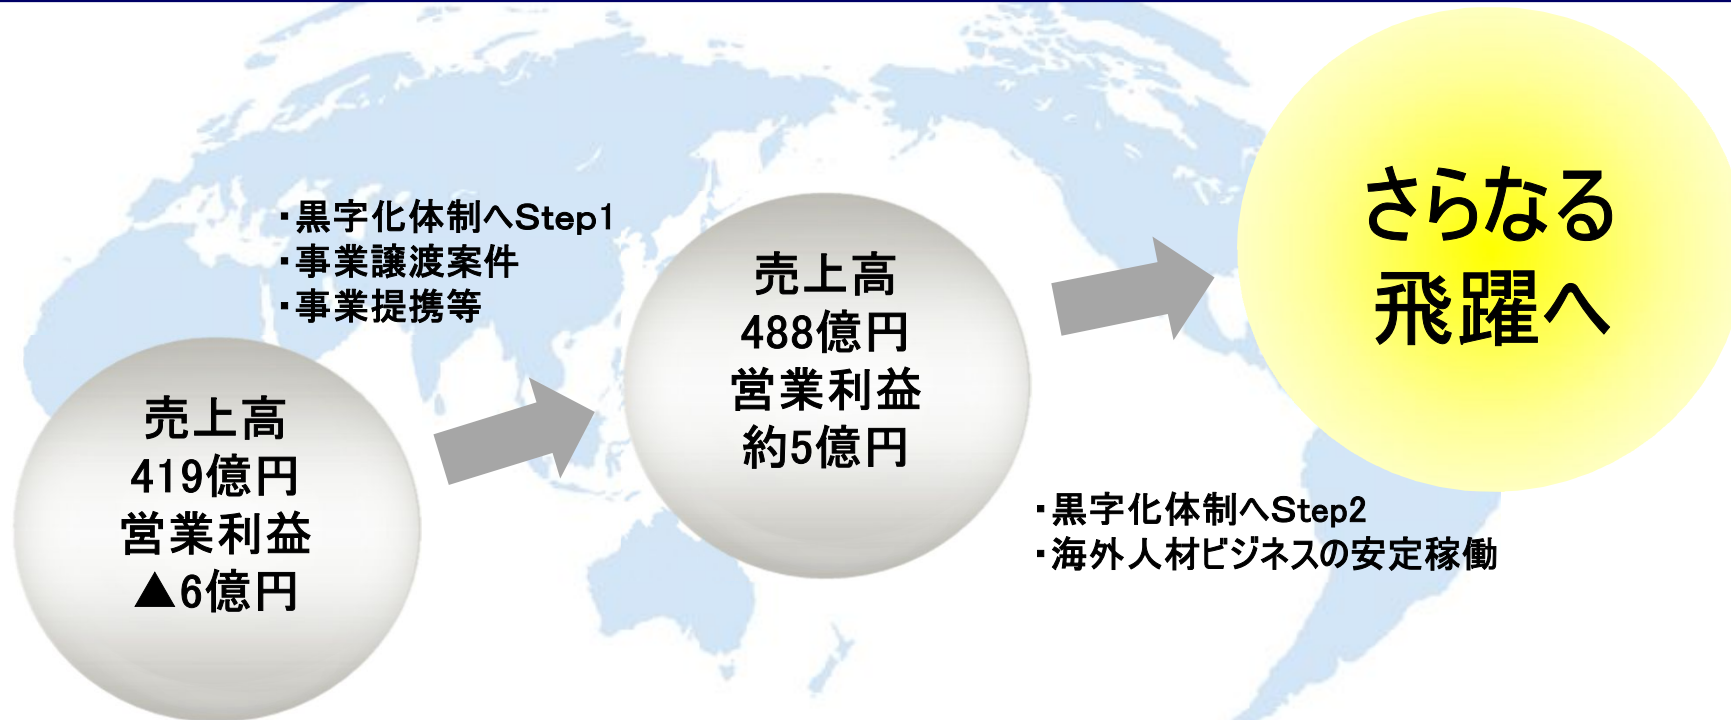 ・黒字化体制へStep1
・事業譲渡案件
・事業提携等
売上高
419億円
営業利益
▲6億円
売上高
488億円
営業利益
約5億円
・黒字化体制へStep2
・海外人材ビジネスの安定稼働
さらなる
飛躍へ